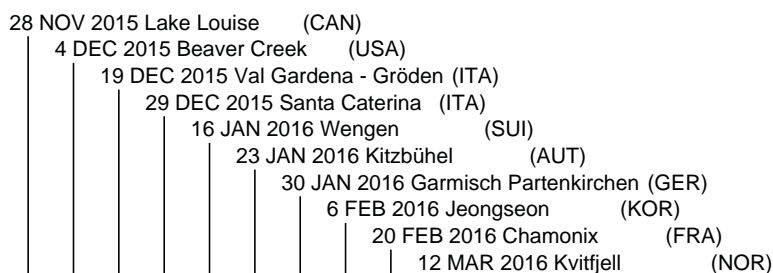 28 NOV 2015 Lake Louise (CAN)
4 DEC 2015 Beaver Creek (USA)
19 DEC 2015 Val Gardena - Gröden (ITA)
29 DEC 2015 Santa Caterina (ITA)
16 JAN 2016 Wengen (SUI)
23 JAN 2016 Kitzbühel (AUT)
30 JAN 2016 Garmisch Partenkirchen (GER)
6 FEB 2016 Jeongseon (KOR)
20 FEB 2016 Chamonix (FRA)
12 MAR 2016 Kvitfjell (NOR)